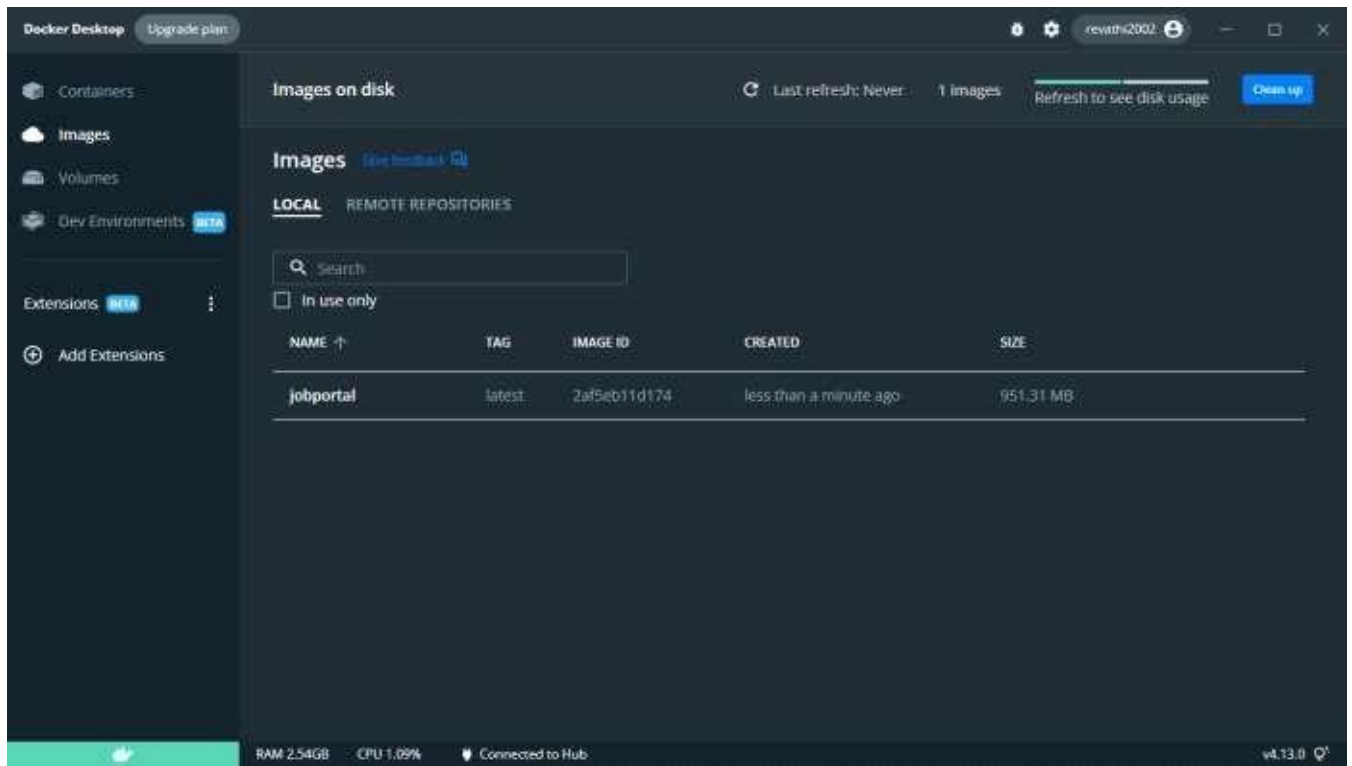 Docker Desktop Upgrade plan revathi2002
Containers
Images
Volumes
Dev Environments BETA
Extensions BETA
Add Extensions
Images on disk Last refresh: Never 1 images Refresh to see disk usage Clean up
Images Give feedback
LOCAL REMOTE REPOSITORIES
Search
In use only
NAME TAG IMAGE ID CREATED SIZE
jobportal latest 2af5eb11d174 less than a minute ago 951.31 MB
RAM 2.54GB CPU 1.09% Connected to Hub v4.13.0